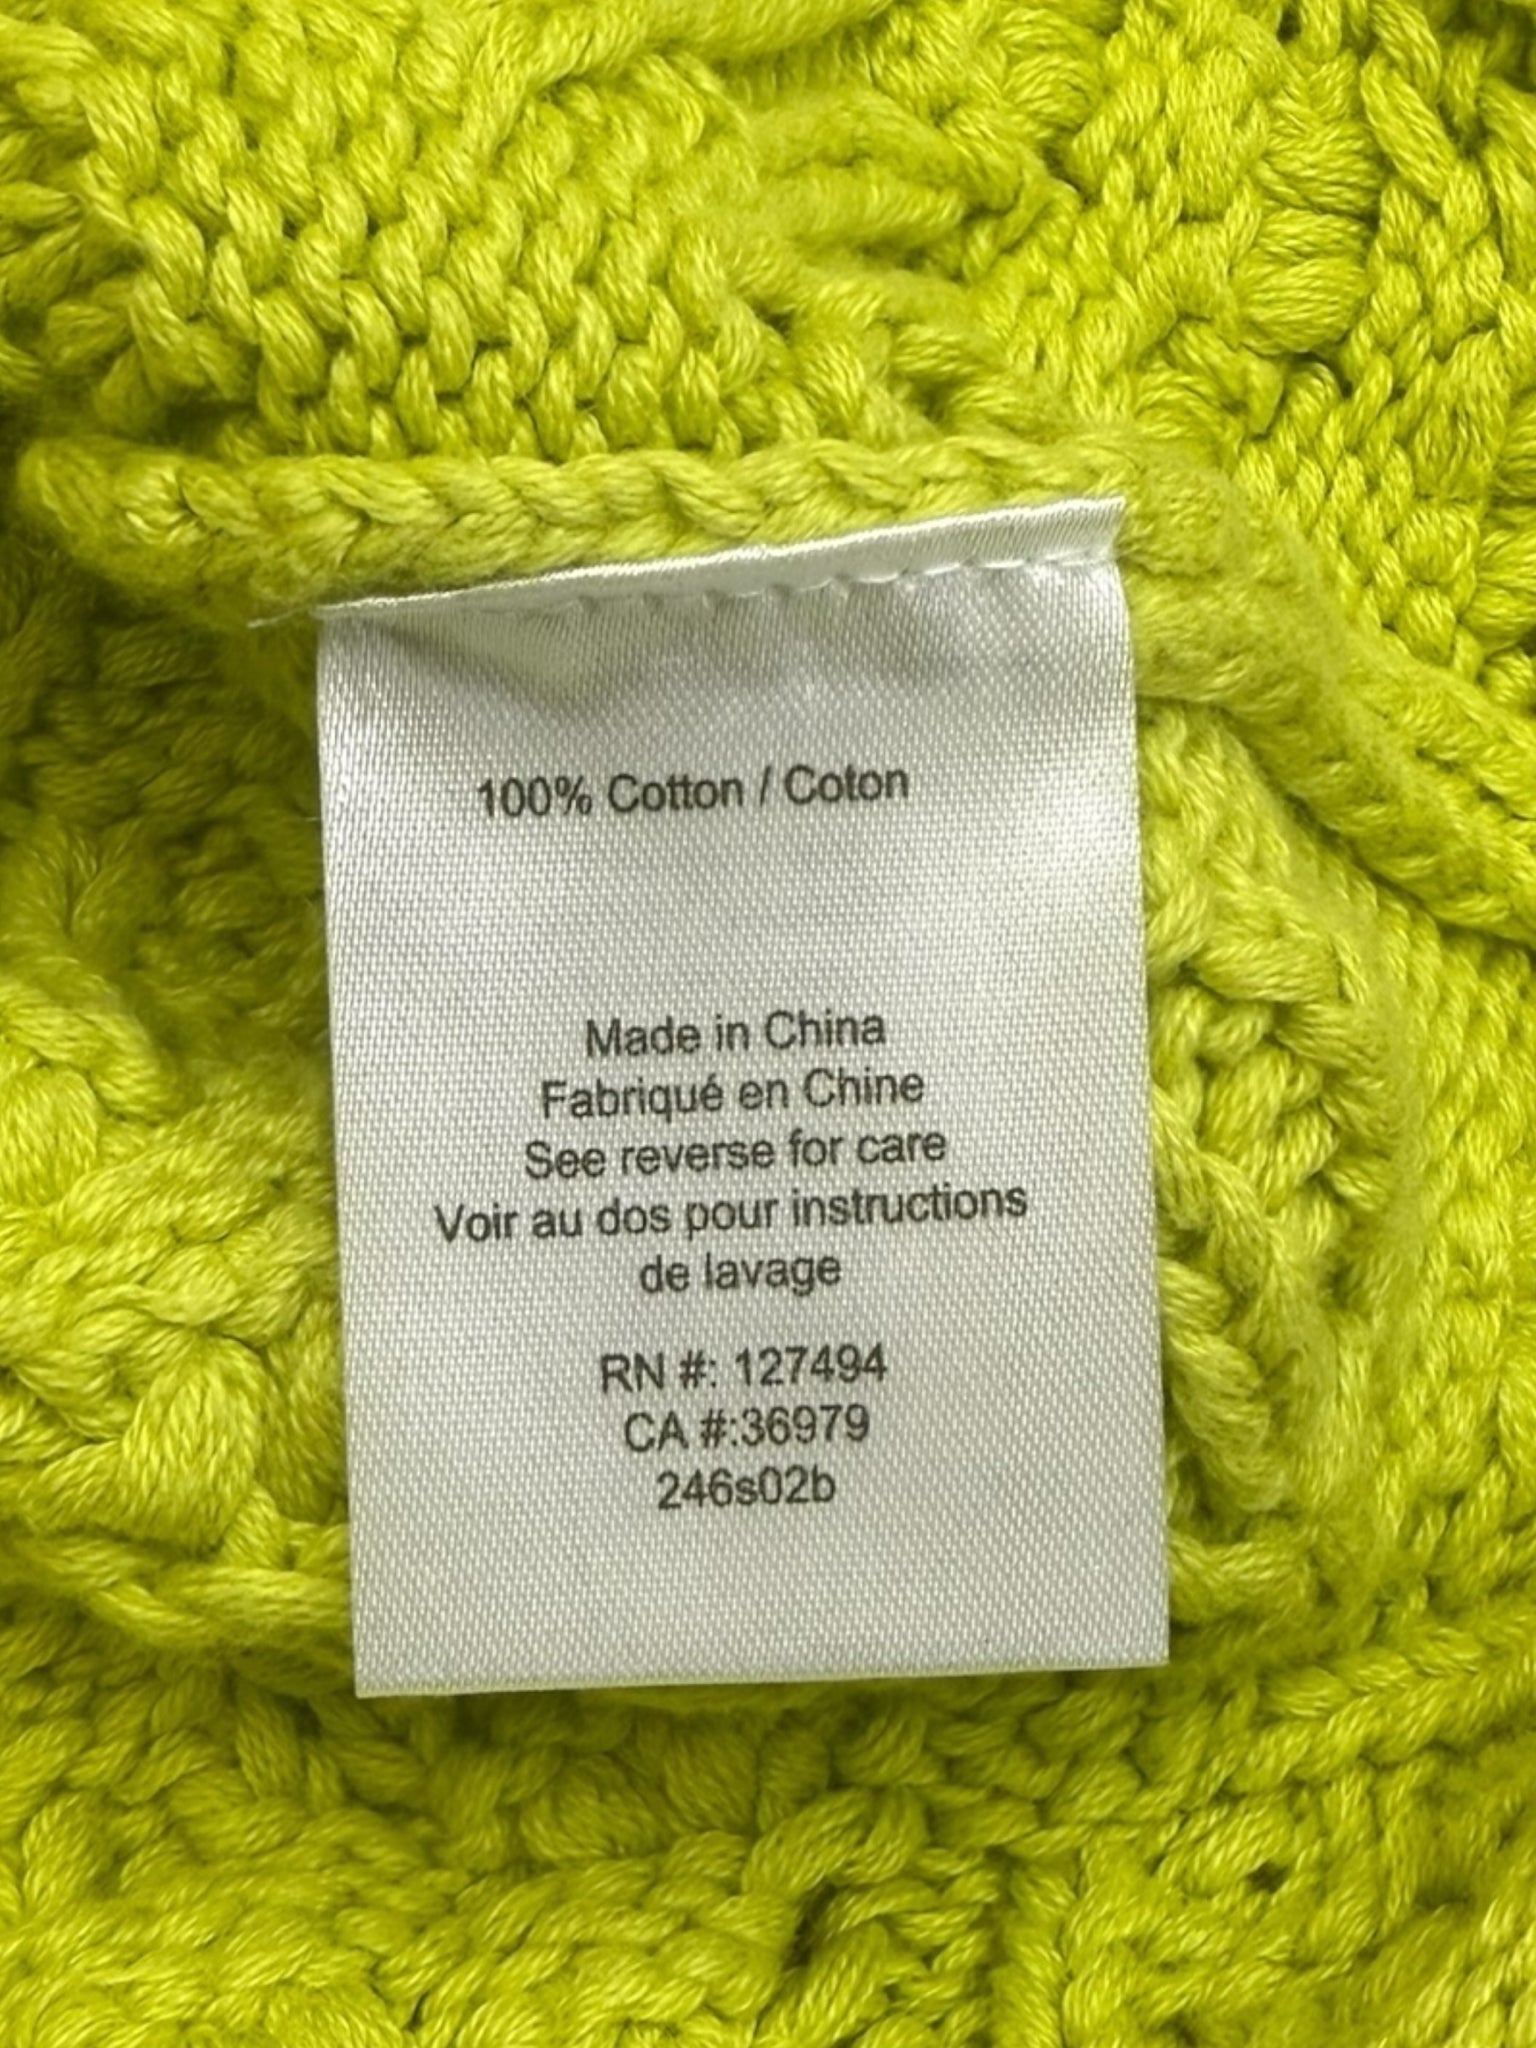 100% Cotton / Coton
Made in China
Fabriqué en Chine
See reverse for care
Voir au dos pour instructions
de lavage
RN #: 127494
CA #:36979
246s02b